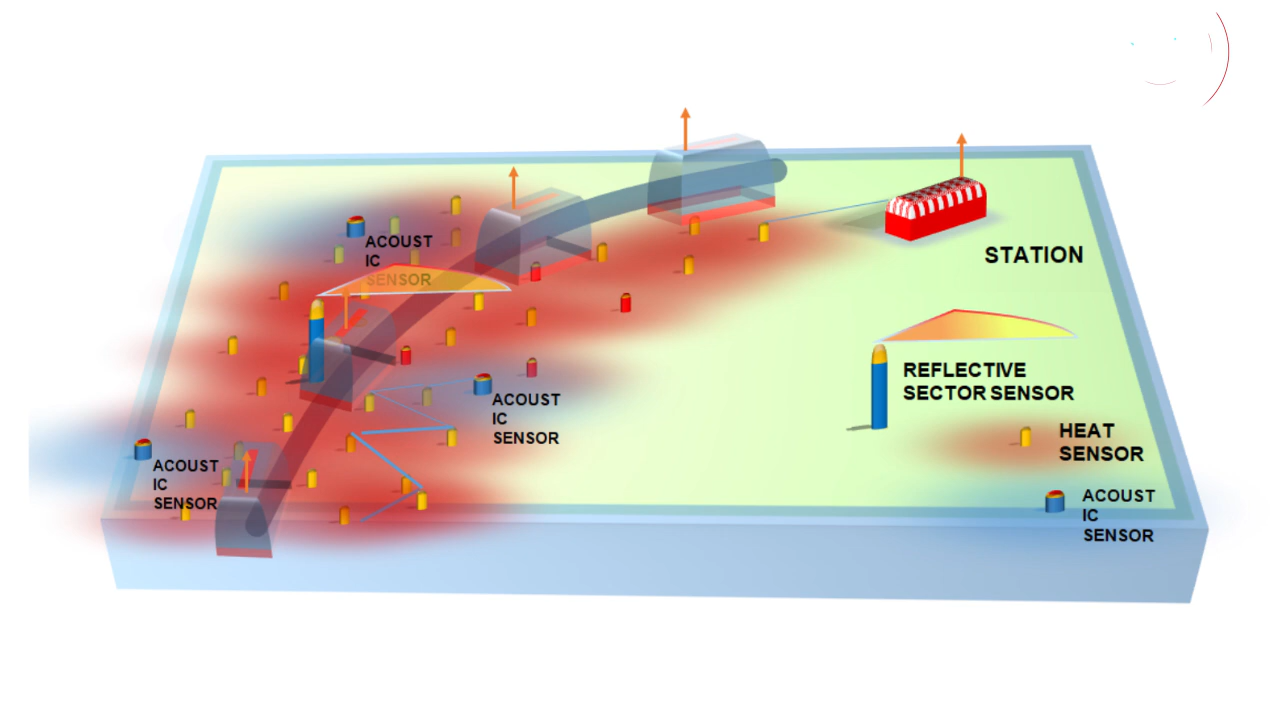 ACOUST
IC
SENSOR
STATION
REFLECTIVE
SECTOR SENSOR
ACOUST
IC
SENSOR
HEAT
SENSOR
ACOUST
IC
SENSOR
ACOUST
IC
SENSOR